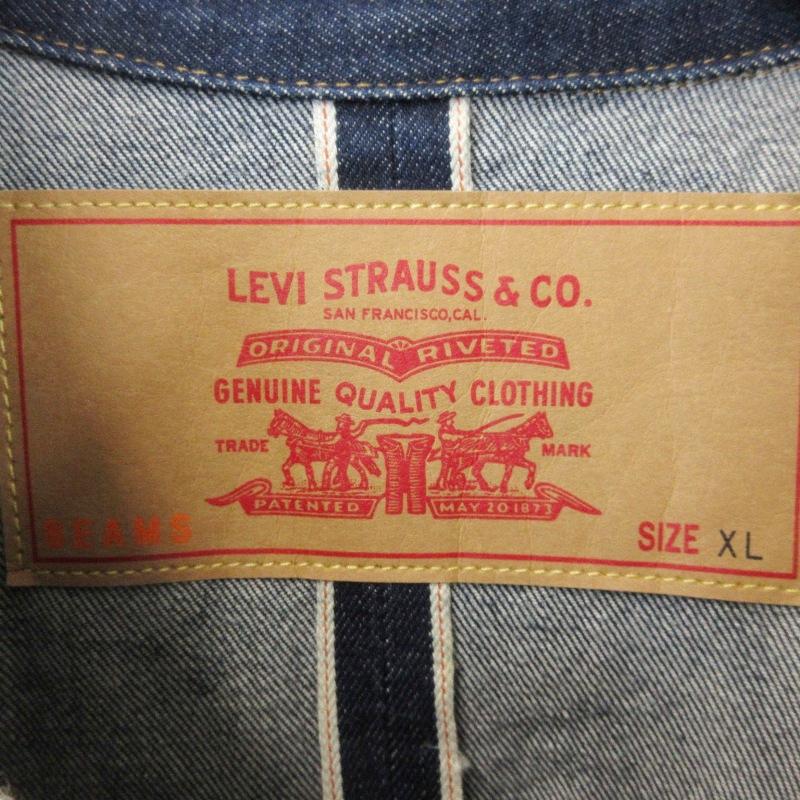 LEVI STRAUSS & CO.
SAN FRANCISCO, CAL.
ORIGINAL RIVETED
GENUINE QUALITY CLOTHING
TRADE MARK
PATENTED MAY 20 1873
BEAMS
SIZE XL